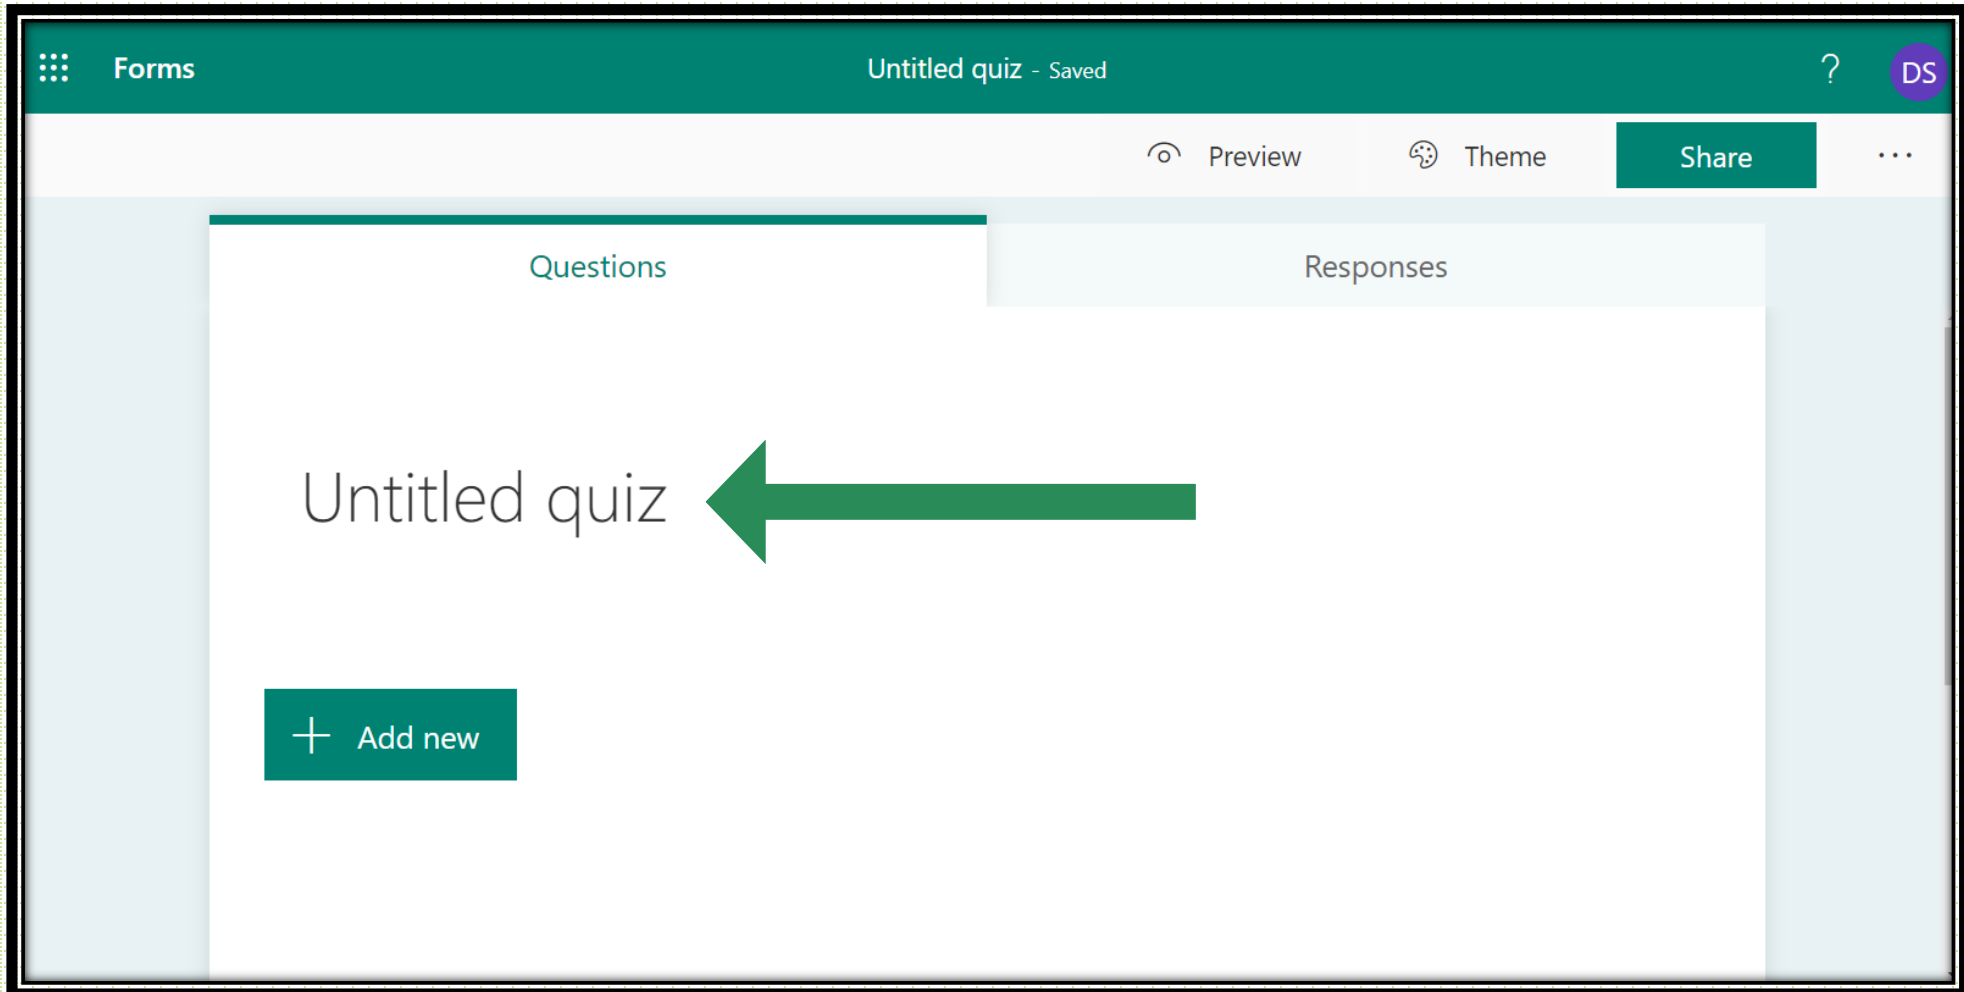 Forms
Untitled quiz - Saved
?
DS
Preview
Theme
Share
...
Questions
Responses
Untitled quiz
+ Add new